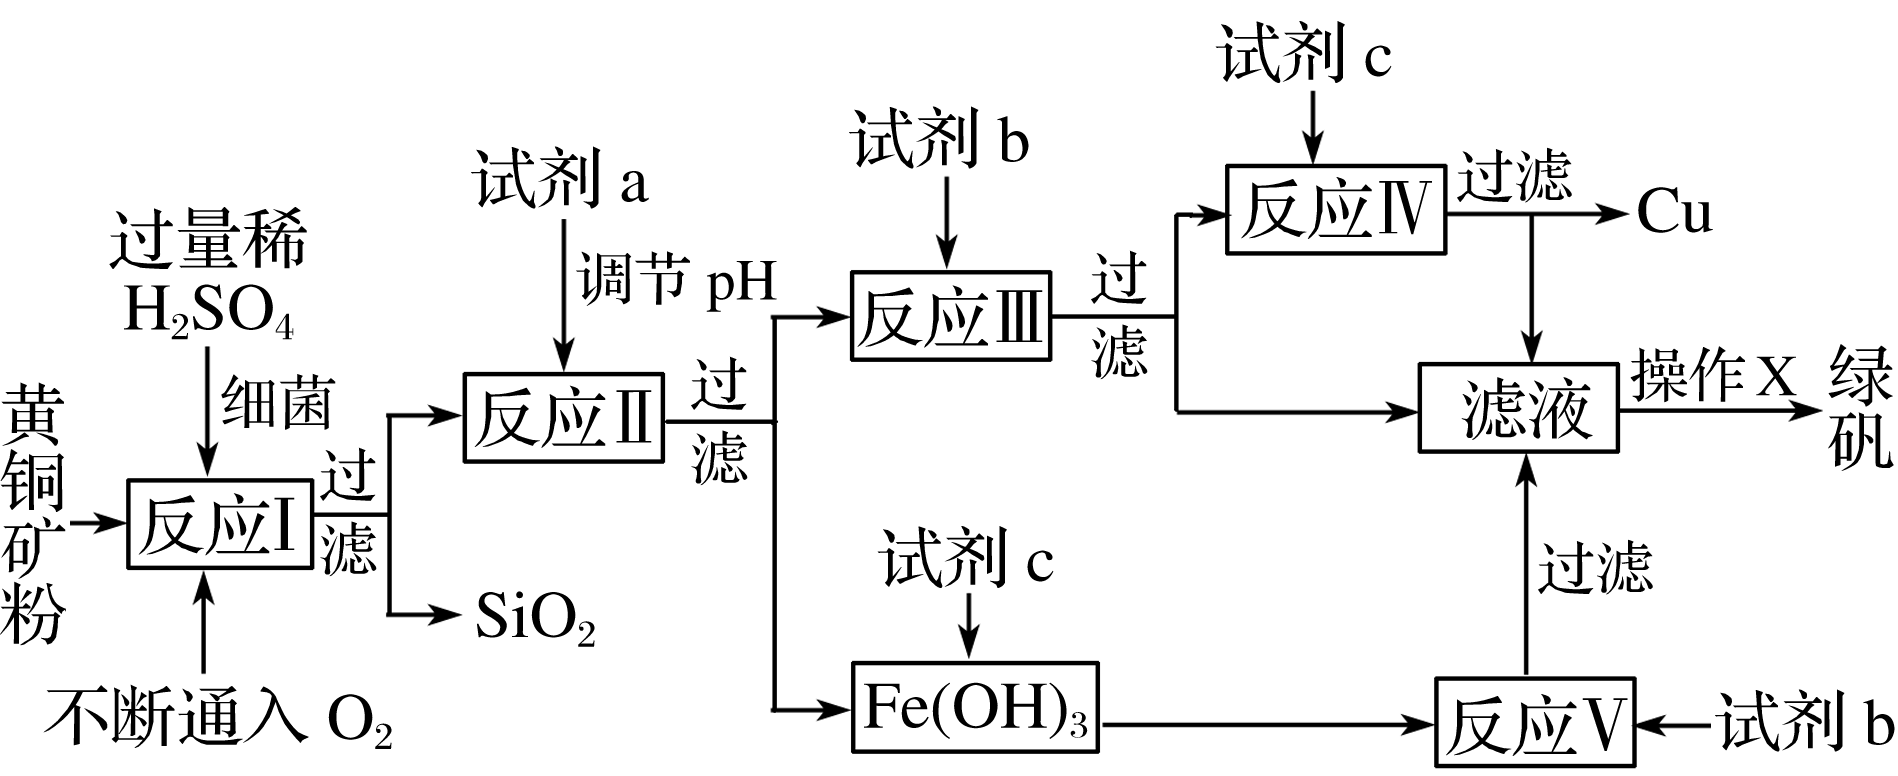 试剂 c
试剂 b
反应Ⅳ
过滤
Cu
试剂 a
过量稀
H₂SO₄
细菌
调节 pH
反应Ⅲ
过
滤
滤液
操作 X
绿
矾
反应Ⅱ
过
滤
黄
铜
矿
粉
反应Ⅰ
过
滤
SiO₂
试剂 c
过滤
不断通入 O₂
Fe(OH)₃
反应Ⅴ
试剂 b